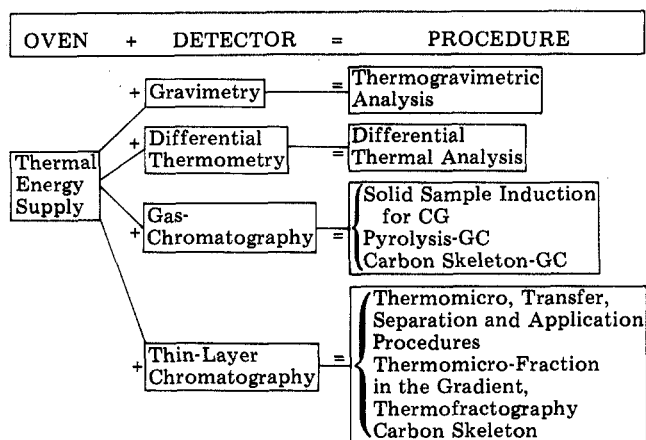 OVEN + DETECTOR = PROCEDURE
+ Gravimetry
= Thermogravimetric
Analysis
+ Differential
Thermometry
= Differential
Thermal Analysis
Thermal
Energy
Supply
+ Gas-
Chromatography
= Solid Sample Induction
for CG
Pyrolysis-GC
Carbon Skeleton-GC
+ Thin-Layer
Chromatography
= Thermomicro, Transfer,
Separation and Application
Procedures
Thermomicro-Fraction
in the Gradient,
Thermofractography
Carbon Skeleton